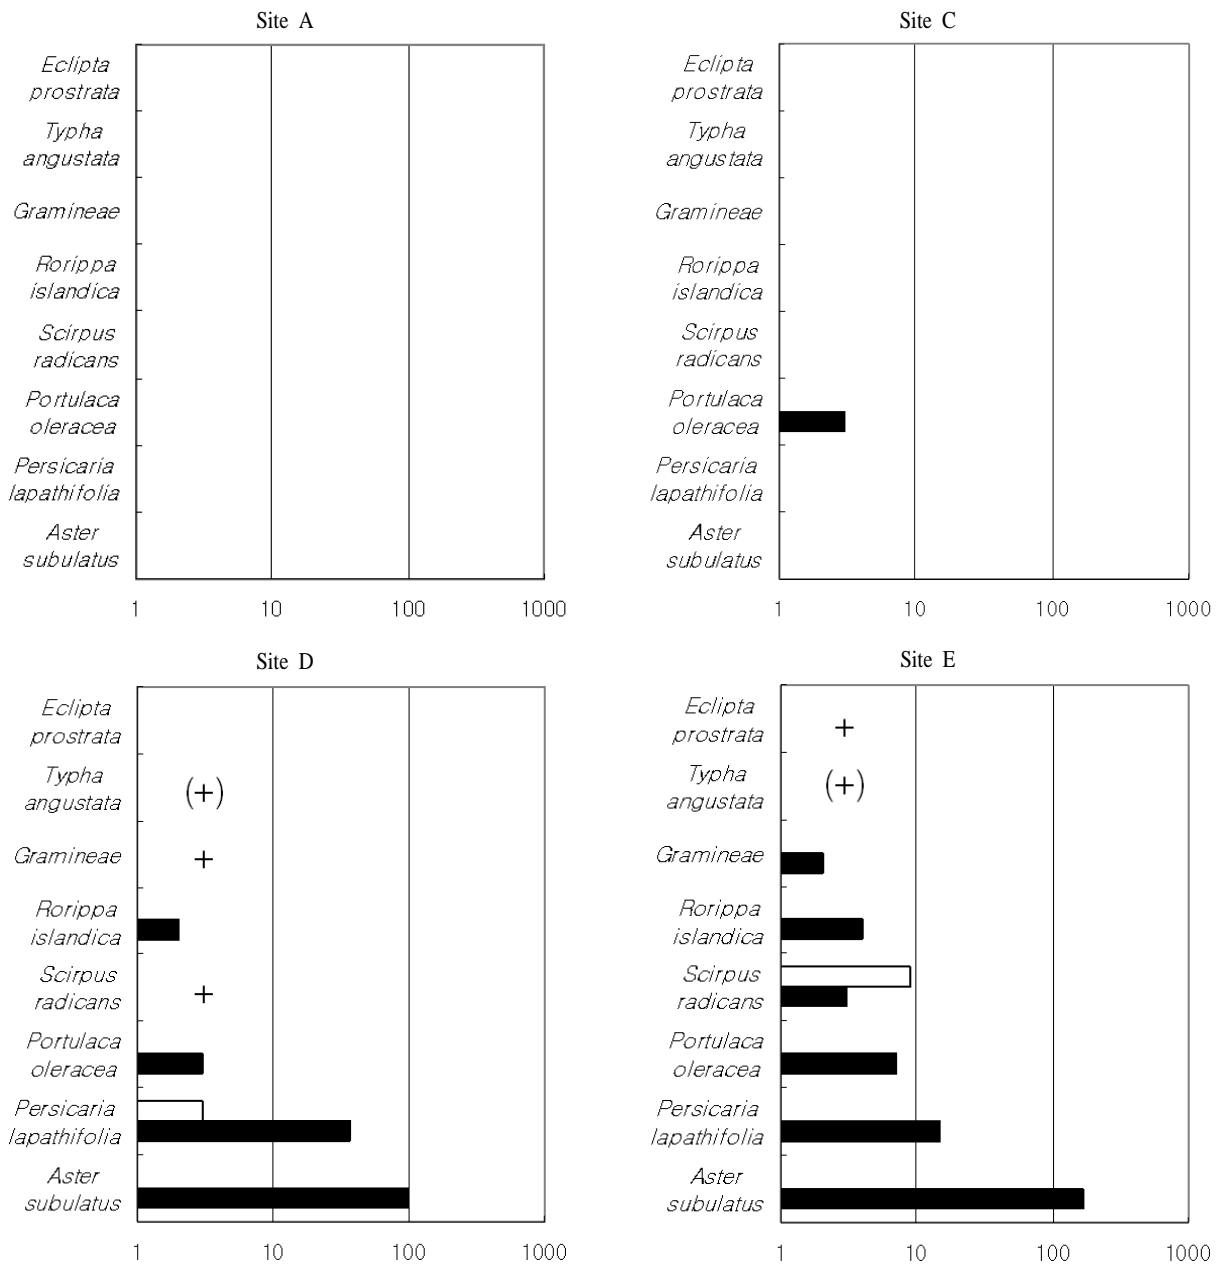 Site A
Eclipta
prostrata
Typha
angustata
Gramineae
Rorippa
islandica
Scirpus
radicans
Portulaca
oleracea
Persicaria
lapathifolia
Aster
subulatus
1 10 100 1000
Site C
Eclipta
prostrata
Typha
angustata
Gramineae
Rorippa
islandica
Scirpus
radicans
Portulaca
oleracea
Persicaria
lapathifolia
Aster
subulatus
1 10 100 1000
Site D
Eclipta
prostrata
Typha
angustata
(+)
Gramineae
+
Rorippa
islandica
Scirpus
radicans
+
Portulaca
oleracea
Persicaria
lapathifolia
Aster
subulatus
1 10 100 1000
Site E
Eclipta
prostrata
+
Typha
angustata
(+)
Gramineae
Rorippa
islandica
Scirpus
radicans
Portulaca
oleracea
Persicaria
lapathifolia
Aster
subulatus
1 10 100 1000